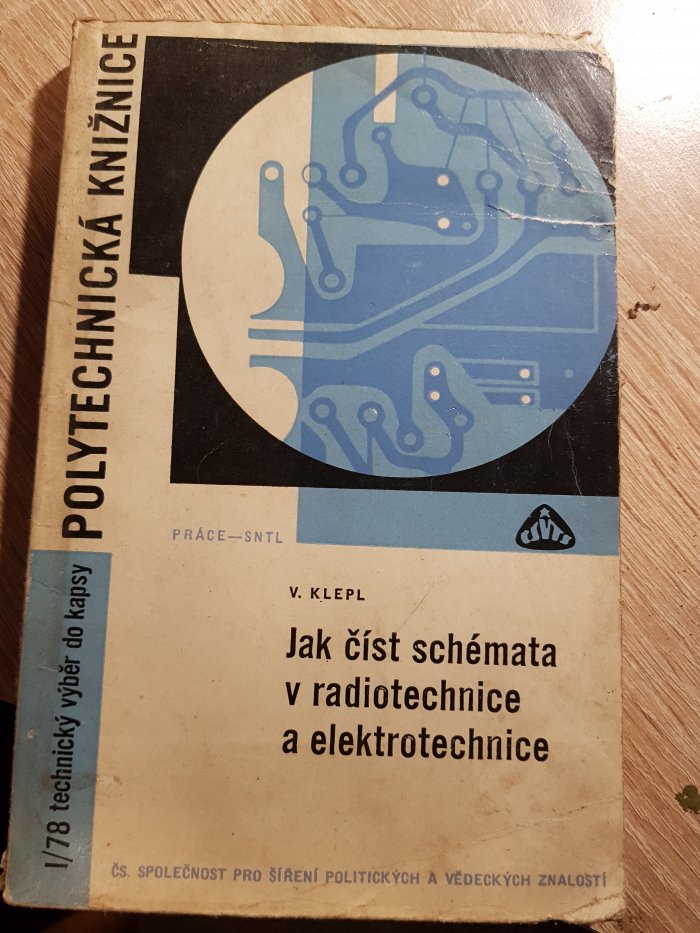 POLYTECHNICKÁ KNIŽNICE
I/78 technický výběr do kapsy
PRÁCE—SNTL
V. KLEPL
Jak číst schémata
v radiotechnice
a elektrotechnice
ČS. SPOLEČNOST PRO ŠÍŘENÍ POLITICKÝCH A VĚDECKÝCH ZNALOSTÍ